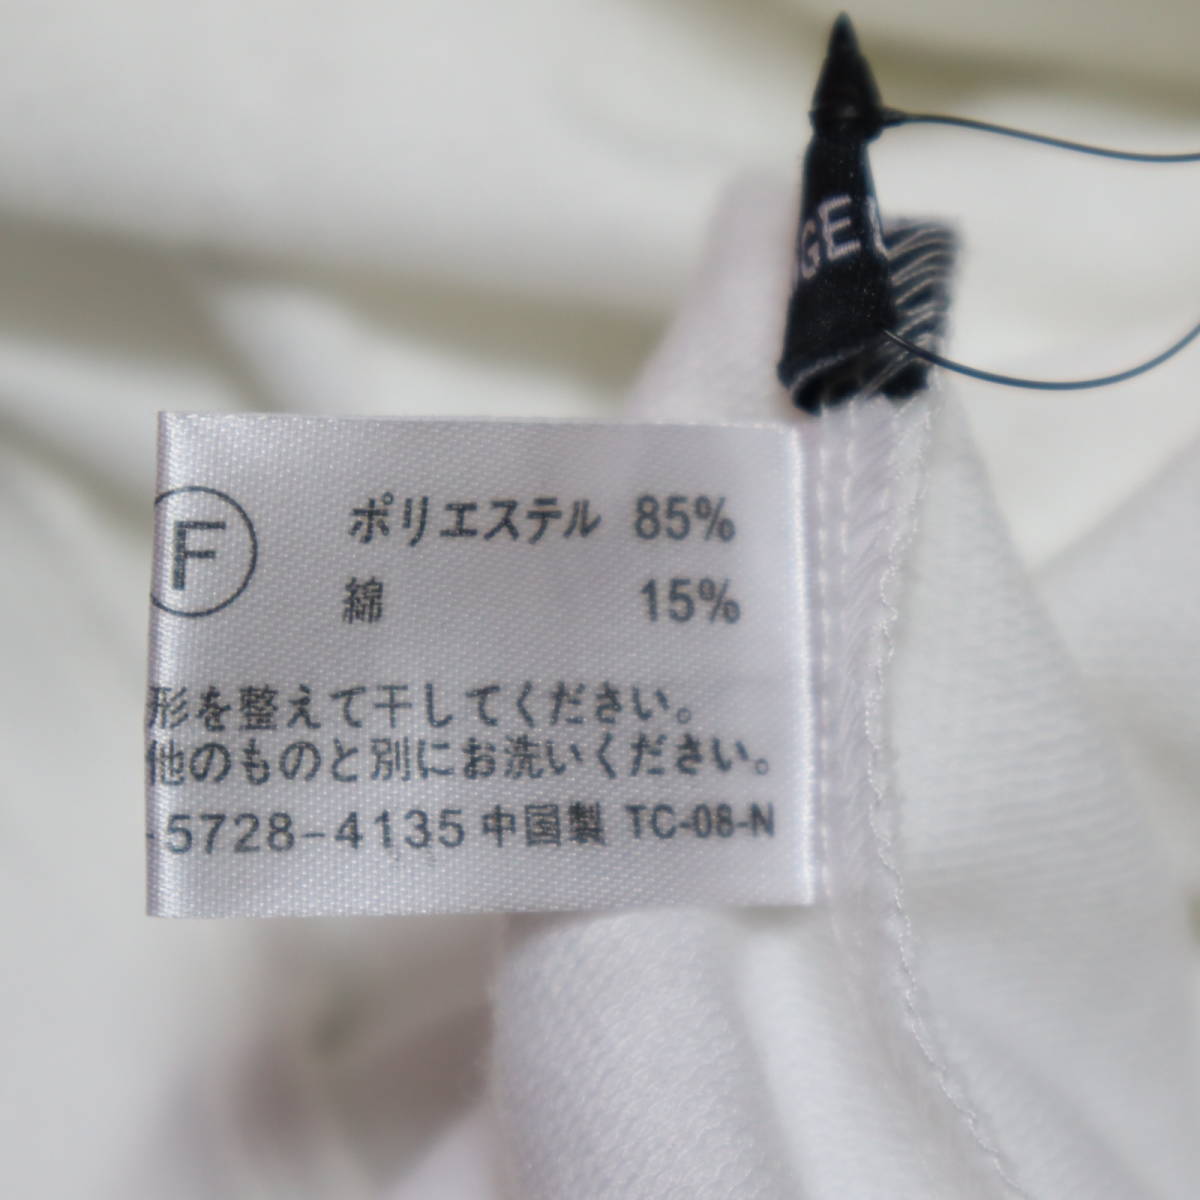 GE
F ポリエステル 85%
綿 15%
形を整えて干してください。
他のものと別にお洗いください。
-5728-4135 中国製 TC-08-N